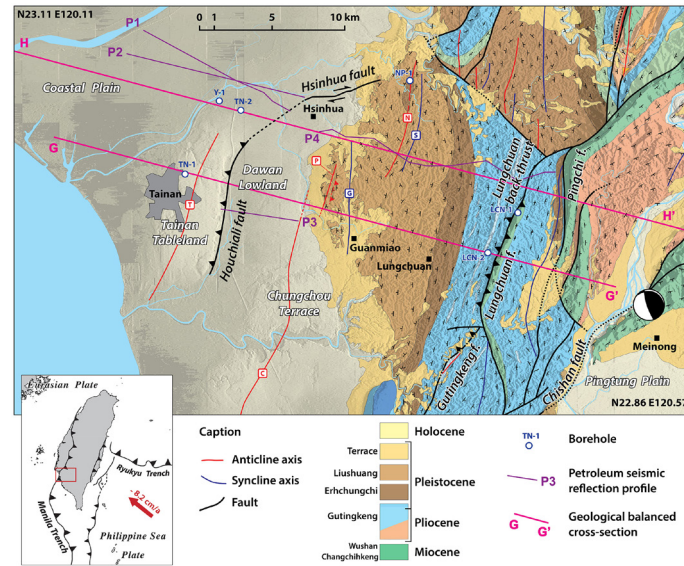 N23.11 E120.11
0 1 5 10 km
P1
P2
H
G
Coastal Plain
Y-1
TN-2
Hsinhua fault
Hsinhua
NP-1
P4
N
S
P
G
TN-1
Tainan
T
Tainan
Tableland
Dawan
Lowland
Houchiali fault
P3
Guanmiao
Lungchuan
Chungchou
Terrace
C
Lungchuan
back-thrust
LCN-1
LCN-2
Lungchuan f.
Pingchi f.
H'
G'
Gutingkeng f.
Chishan fault
Meinong
Pingtung Plain
N22.86 E120.57
Eurasian Plate
Ryukyu Trench
Manila Trench
8.2 cm/a
Philippine Sea
Plate
Caption
Anticline axis
Syncline axis
Fault
Holocene
Terrace
Liushuang
Erhchungchi
Pleistocene
Gutingkeng
Pliocene
Wushan
Changchihkeng
Miocene
TN-1
Borehole
P3
Petroleum seismic
reflection profile
G
G'
Geological balanced
cross-section